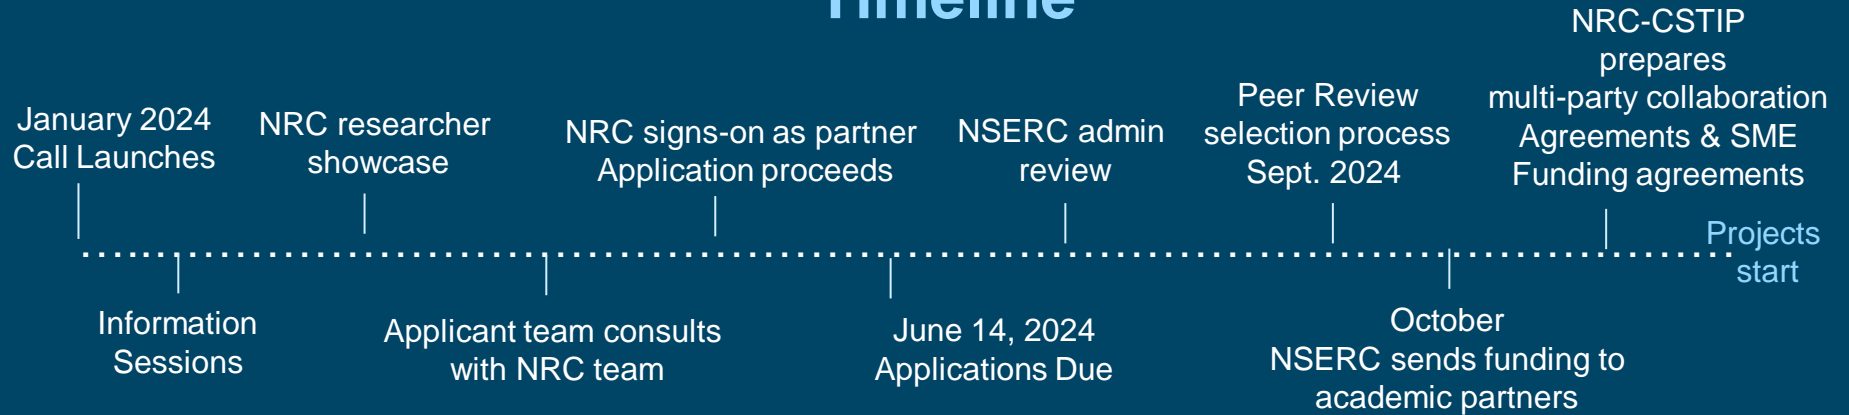 Timeline
January 2024
Call Launches
Information
Sessions
NRC researcher
showcase
Applicant team consults
with NRC team
NRC signs-on as partner
Application proceeds
June 14, 2024
Applications Due
NSERC admin
review
Peer Review
selection process
Sept. 2024
October
NSERC sends funding to
academic partners
NRC-CSTIP
prepares
multi-party collaboration
Agreements & SME
Funding agreements
Projects
start